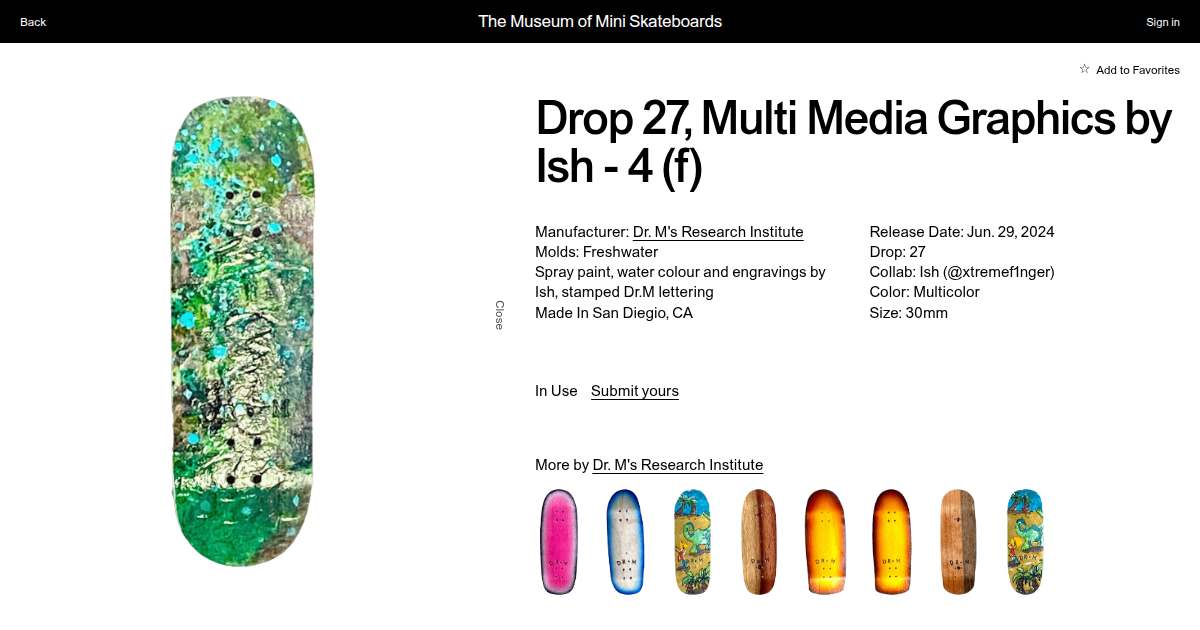 Back
The Museum of Mini Skateboards
Sign in
☆ Add to Favorites
Drop 27, Multi Media Graphics by
Ish - 4 (f)
Manufacturer: Dr. M's Research Institute
Molds: Freshwater
Spray paint, water colour and engravings by
Ish, stamped Dr.M lettering
Made In San Diegio, CA
Release Date: Jun. 29, 2024
Drop: 27
Collab: Ish (@xtremef1nger)
Color: Multicolor
Size: 30mm
Close
In Use
Submit yours
More by Dr. M's Research Institute